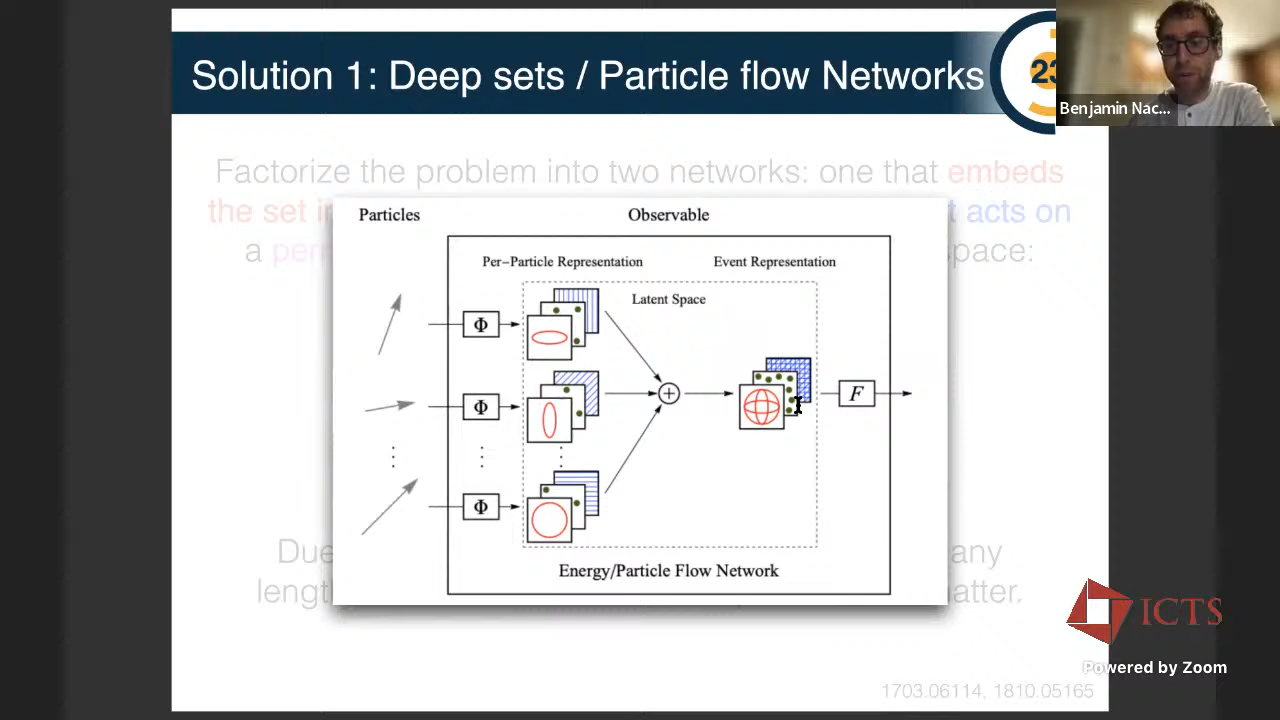 Solution 1: Deep sets / Particle flow Networks
23
Benjamin Nac...
Factorize the problem into two networks: one that embeds
the set acts on
a space:
Particles
Observable
Per–Particle Representation
Event Representation
Latent Space
Φ
Φ
F
Φ
Energy/Particle Flow Network
Due any
length matter.
1703.06114, 1810.05165
ICTS
Powered by Zoom